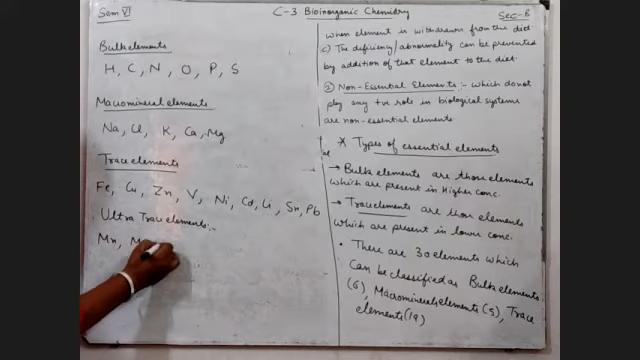 Sem VI
C-3 Bioinorganic Chemistry
Sec-B
Bulk elements
H, C, N, O, P, S
Macromineral elements
Na, Cl, K, Ca, Mg
Trace elements
Fe, Cu, Zn, V, Ni, Cd, Li, Sn, Pb
Ultra Trace elements
Mn, M
when element is withdrawn from the diet
c) The deficiency/abnormality can be prevented
by addition of that element to the diet.
② Non-Essential Elements:- which donot
play any +ve role in biological systems
are non-essential elements
* Types of essential elements
→ Bulk elements are those elements
which are present in Higher conc.
→ Trace elements are those elements
which are present in lower conc.
• There are 30 elements which
can be classified as Bulk elements
(6), Macromineral elements (5), Trace
elements (19)